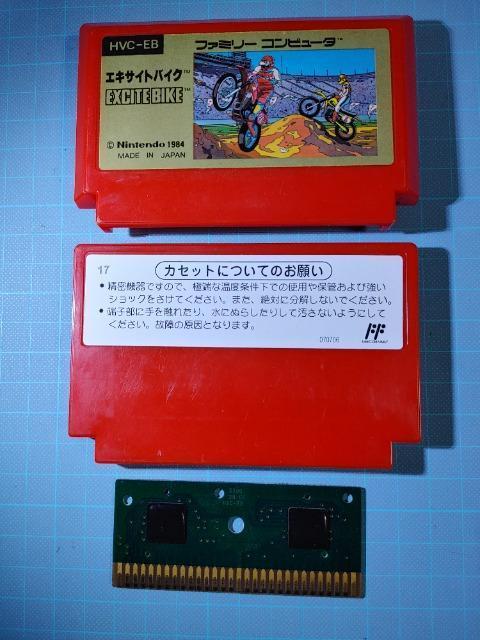 HVC-EB
ファミリー コンピュータ™
エキサイトバイク™
EXCITEBIKE™
© Nintendo 1984
MADE IN JAPAN
17
カセットについてのお願い
● 精密機器ですので、極端な温度条件下での使用や保管および強い
ショックをさけてください。また、絶対に分解しないでください。
● 端子部に手を触れたり、水にぬらしたりして汚さないようにして
ください。故障の原因となります。